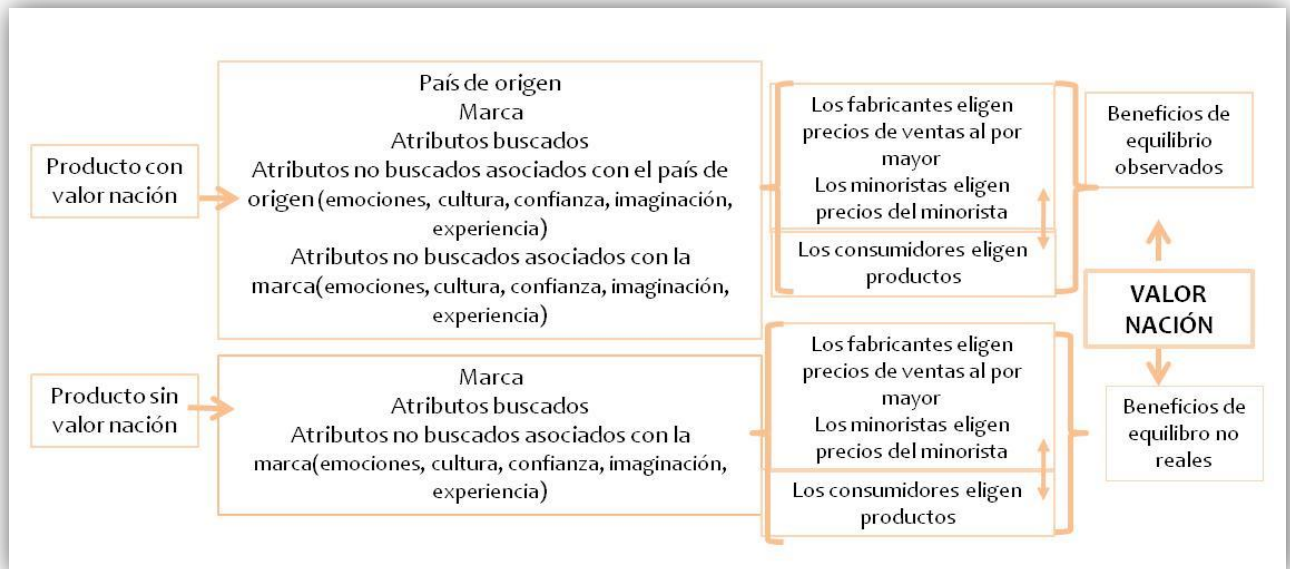 Producto con
valor nación
País de origen
Marca
Atributos buscados
Atributos no buscados asociados con el país de
origen (emociones, cultura, confianza, imaginación,
experiencia)
Atributos no buscados asociados con la
marca(emociones, cultura, confianza, imaginación,
experiencia)
Los fabricantes eligen
precios de ventas al por
mayor
Los minoristas eligen
precios del minorista
Los consumidores eligen
productos
Beneficios de
equilibrio
observados
VALOR
NACIÓN
Producto sin
valor nación
Marca
Atributos buscados
Atributos no buscados asociados con la
marca(emociones, cultura, confianza, imaginación,
experiencia)
Los fabricantes eligen
precios de ventas al por
mayor
Los minoristas eligen
precios del minorista
Los consumidores eligen
productos
Beneficios de
equilibro no
reales